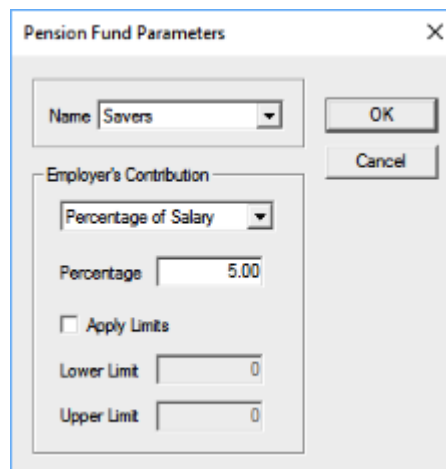 Pension Fund Parameters
Name Savers
OK
Cancel
Employer's Contribution
Percentage of Salary
Percentage 5.00
Apply Limits
Lower Limit 0
Upper Limit 0